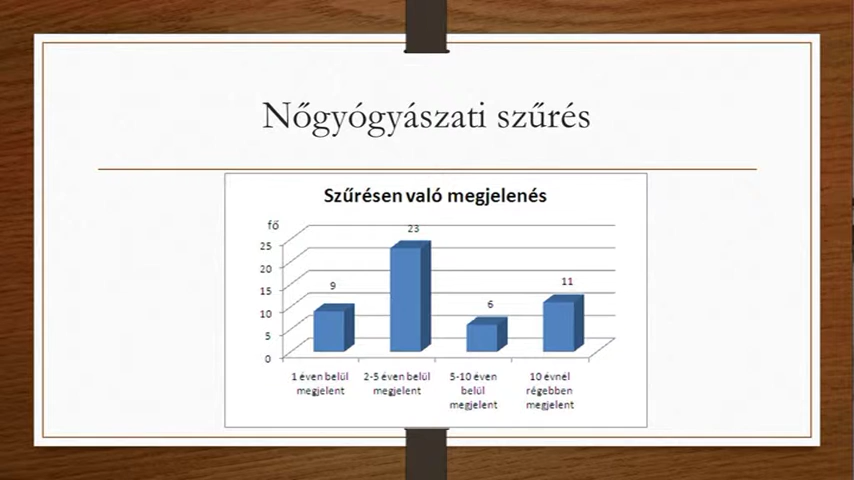 Nőgyógyászati szűrés
Szűrésen való megjelenés
fő
25
20
15
10
5
0
9
23
6
11
1 éven belül
megjelent
2-5 éven belül
megjelent
5-10 éven
belül
megjelent
10 évnél
régebben
megjelent